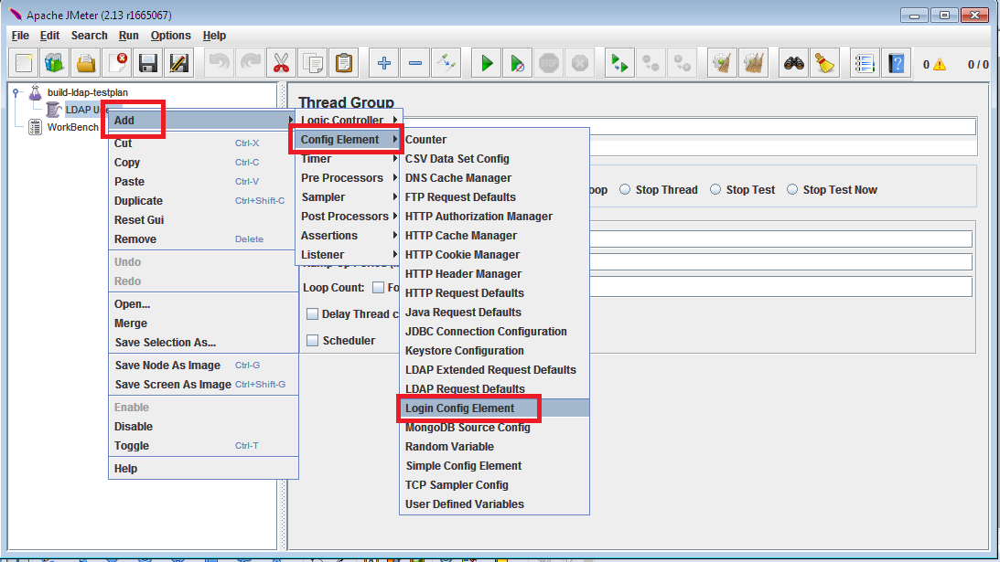 Apache JMeter (2.13 r1665067)
File Edit Search Run Options Help
STOP
0 0 / 0
build-ldap-testplan
LDAP Use
WorkBench
Thread Group
Add
Cut Ctrl-X
Copy Ctrl-C
Paste Ctrl-V
Duplicate Ctrl+Shift-C
Reset Gui
Remove Delete
Undo
Redo
Open...
Merge
Save Selection As...
Save Node As Image Ctrl-G
Save Screen As Image Ctrl+Shift-G
Enable
Disable
Toggle Ctrl-T
Help
Logic Controller
Config Element
Timer
Pre Processors
Sampler
Post Processors
Assertions
Listener
Counter
CSV Data Set Config
DNS Cache Manager
FTP Request Defaults
HTTP Authorization Manager
HTTP Cache Manager
HTTP Cookie Manager
HTTP Header Manager
HTTP Request Defaults
Java Request Defaults
JDBC Connection Configuration
Keystore Configuration
LDAP Extended Request Defaults
LDAP Request Defaults
Login Config Element
MongoDB Source Config
Random Variable
Simple Config Element
TCP Sampler Config
User Defined Variables
oop Stop Thread Stop Test Stop Test Now
Loop Count: Fo
Delay Thread c
Scheduler